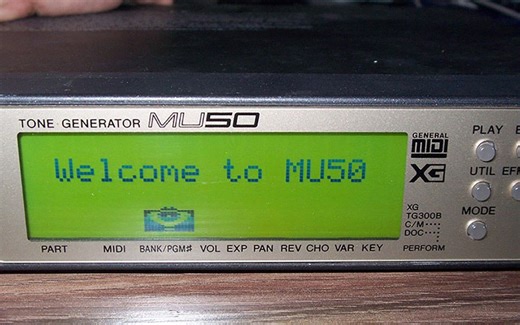 TONE GENERATOR MU50
Welcome to MU50
PART MIDI BANK/PGM# VOL EXP PAN REV CHO VAR KEY
GENERAL
MIDI
XG
XG
TG300B
C/M
DOC
PERFORM
PLAY E
UTIL EF
MODE